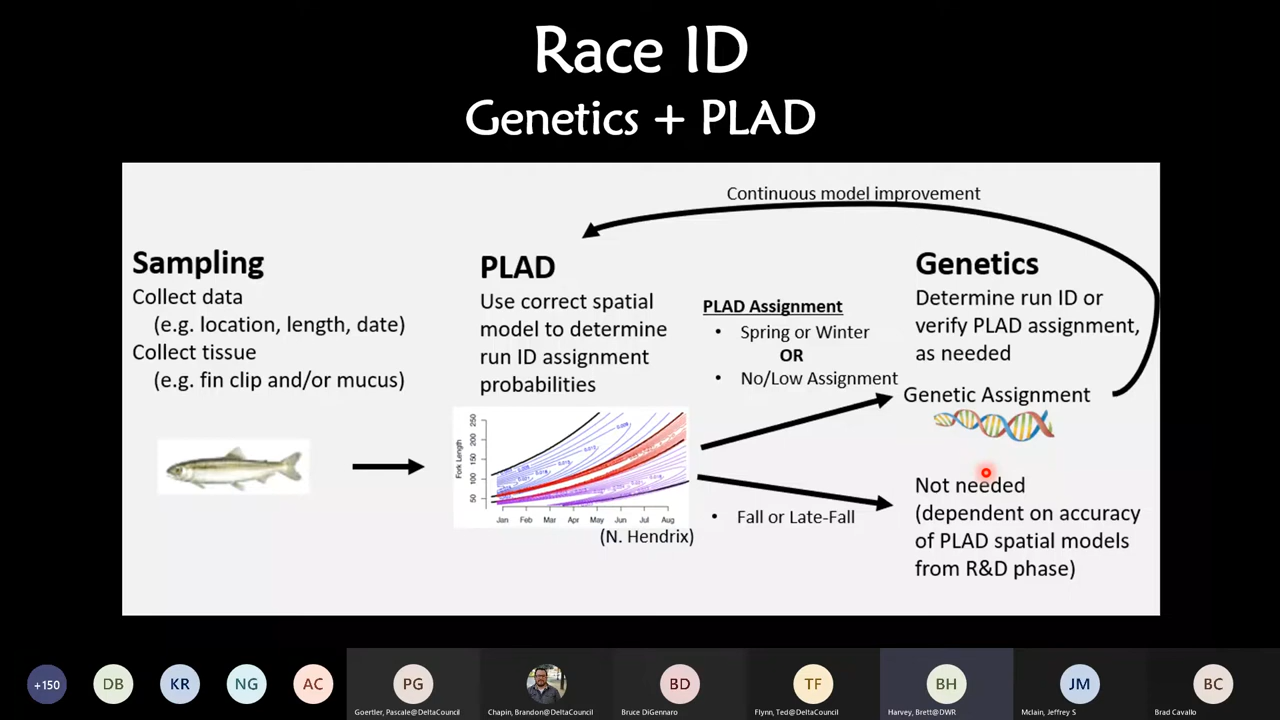 Race ID
Genetics + PLAD
Continuous model improvement
Sampling
Collect data
(e.g. location, length, date)
Collect tissue
(e.g. fin clip and/or mucus)
PLAD
Use correct spatial
model to determine
run ID assignment
probabilities
Fork Length
250
200
150
100
50
Jan Feb Mar Apr May Jun Jul Aug
(N. Hendrix)
PLAD Assignment
• Spring or Winter
OR
• No/Low Assignment
• Fall or Late-Fall
Genetics
Determine run ID or
verify PLAD assignment,
as needed
Genetic Assignment
Not needed
(dependent on accuracy
of PLAD spatial models
from R&D phase)
+150
DB
KR
NG
AC
PG
Goertler, Pascale@DeltaCouncil
Chapin, Brandon@DeltaCouncil
BD
Bruce DiGennaro
TF
Flynn, Ted@DeltaCouncil
BH
Harvey, Brett@DWR
JM
Mclain, Jeffrey S
BC
Brad Cavallo